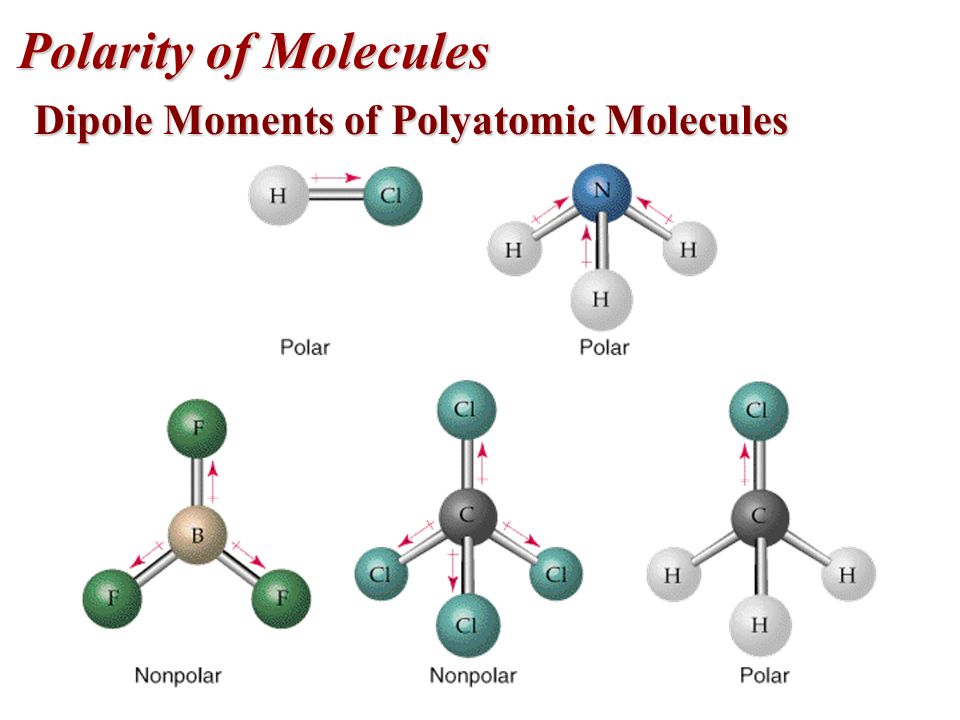 Polarity of Molecules
Dipole Moments of Polyatomic Molecules
H Cl
N
H H
H
Polar Polar
F
B
F F
Cl
C
Cl Cl
Cl
Cl
C
H H
H
Nonpolar Nonpolar Polar